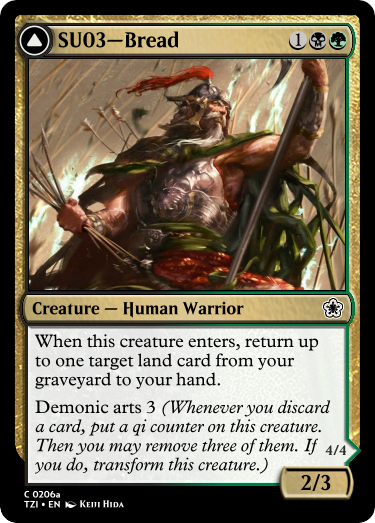 SU03—Bread
1
Creature — Human Warrior
When this creature enters, return up
to one target land card from your
graveyard to your hand.
Demonic arts 3 (Whenever you discard
a card, put a qi counter on this creature.
Then you may remove three of them. If
you do, transform this creature.)
4/4
2/3
C 0206a
TZI • EN Keiji Hida